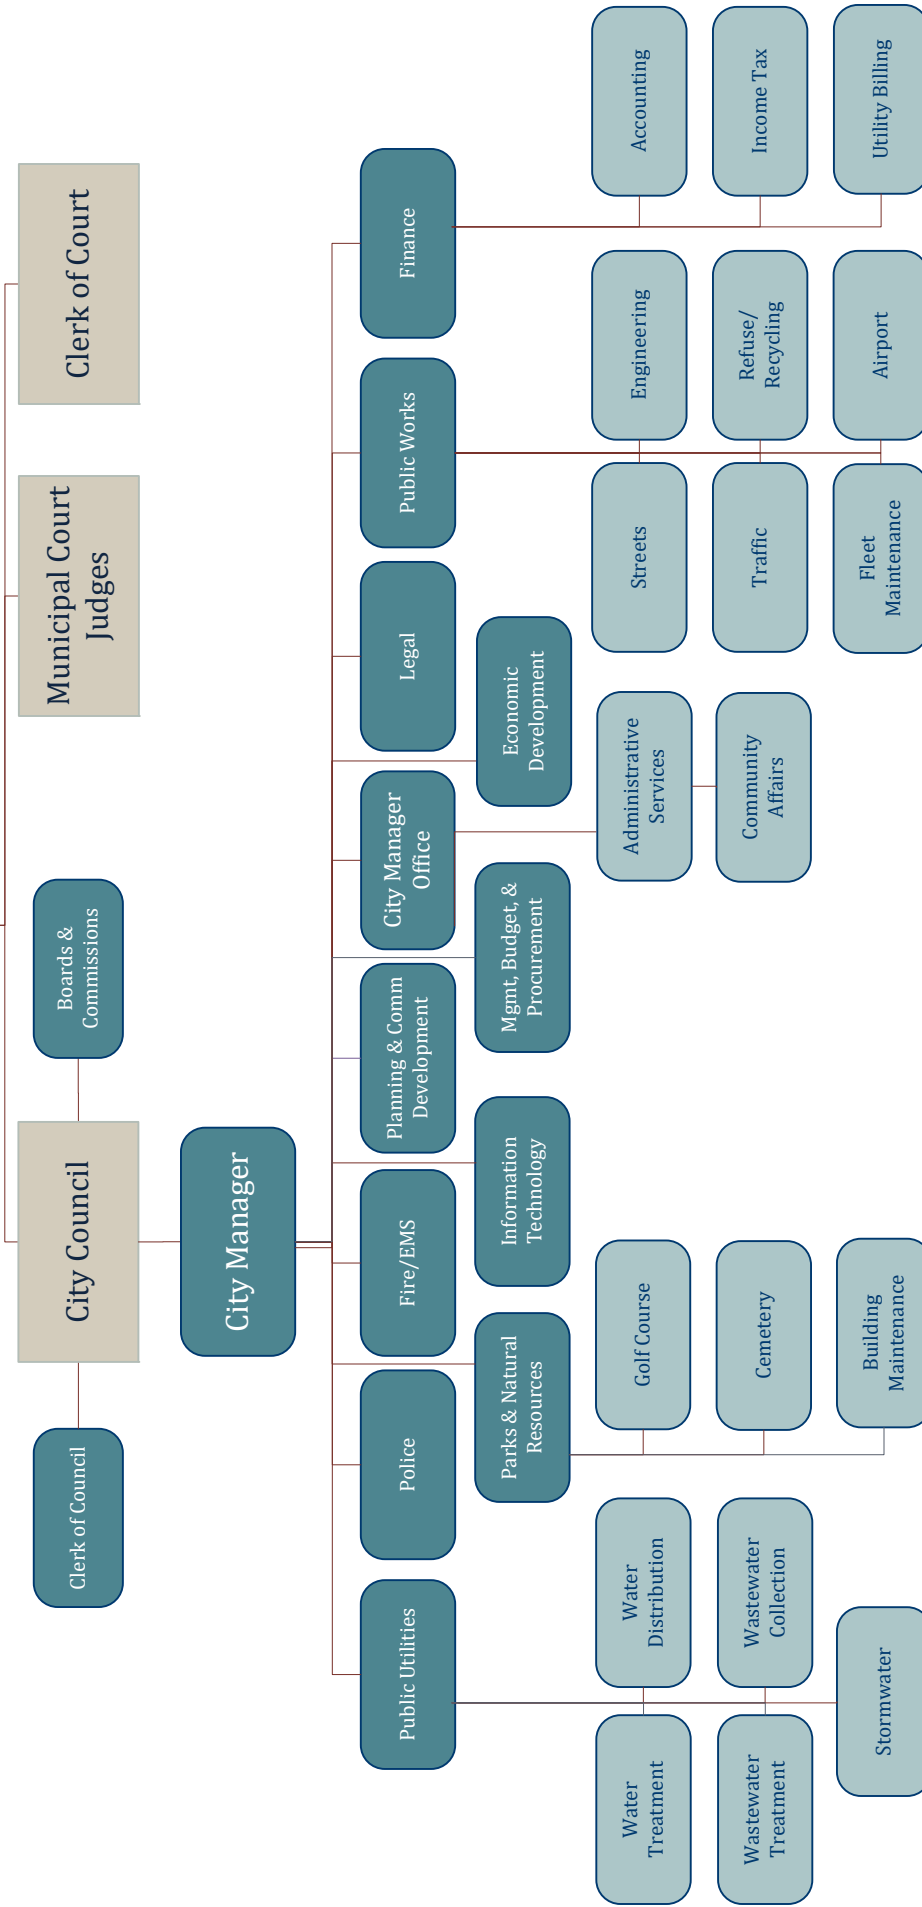 Clerk of Council
City Council
Boards &
Commissions
Municipal Court
Judges
Clerk of Court
City Manager
Public Utilities
Police
Fire/EMS
Planning & Comm
Development
City Manager
Office
Legal
Public Works
Finance
Parks & Natural
Resources
Information
Technology
Mgmt, Budget, &
Procurement
Economic
Development
Water
Treatment
Water
Distribution
Golf Course
Administrative
Services
Streets
Engineering
Accounting
Wastewater
Treatment
Wastewater
Collection
Cemetery
Community
Affairs
Traffic
Refuse/
Recycling
Income Tax
Stormwater
Building
Maintenance
Fleet
Maintenance
Airport
Utility Billing